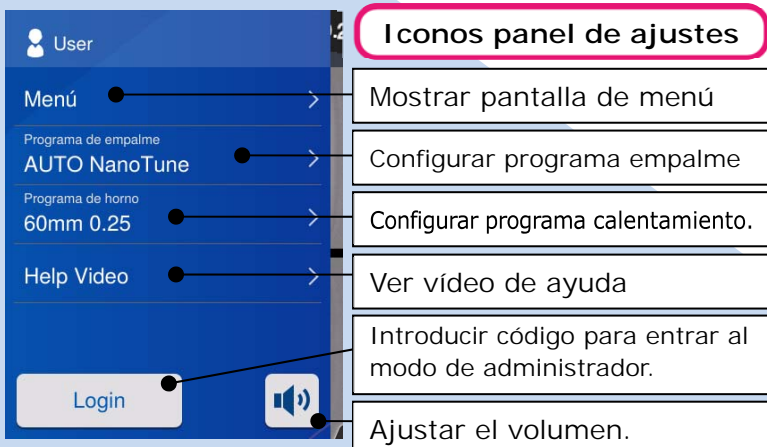 User
Menú
Programa de empalme
AUTO NanoTune
Programa de horno
60mm 0.25
Help Video
Login
Iconos panel de ajustes
Mostrar pantalla de menú
Configurar programa empalme
Configurar programa calentamiento.
Ver vídeo de ayuda
Introducir código para entrar al
modo de administrador.
Ajustar el volumen.